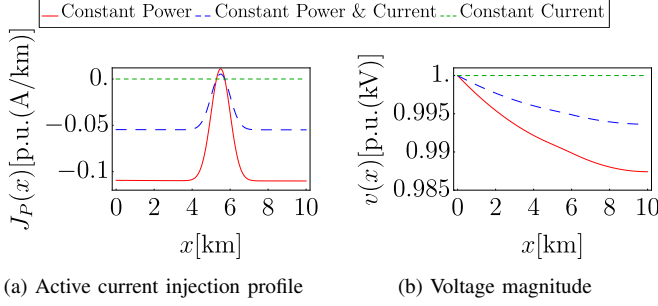 Constant Power Constant Power & Current Constant Current
J_P(x)[p.u.(A/km)]
0.
−0.05
−0.1
0 2 4 6 8 10
x[km]
(a) Active current injection profile
v(x)[p.u.(kV)]
1.
0.995
0.99
0.985
0 2 4 6 8 10
x[km]
(b) Voltage magnitude